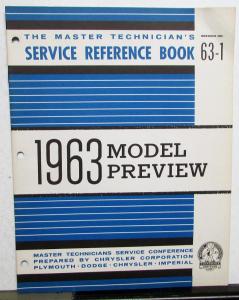 THE MASTER TECHNICIAN'S
SERVICE REFERENCE BOOK
63-1
1963 MODEL
PREVIEW
MASTER TECHNICIANS SERVICE CONFERENCE
PREPARED BY CHRYSLER CORPORATION
PLYMOUTH · DODGE · CHRYSLER · IMPERIAL